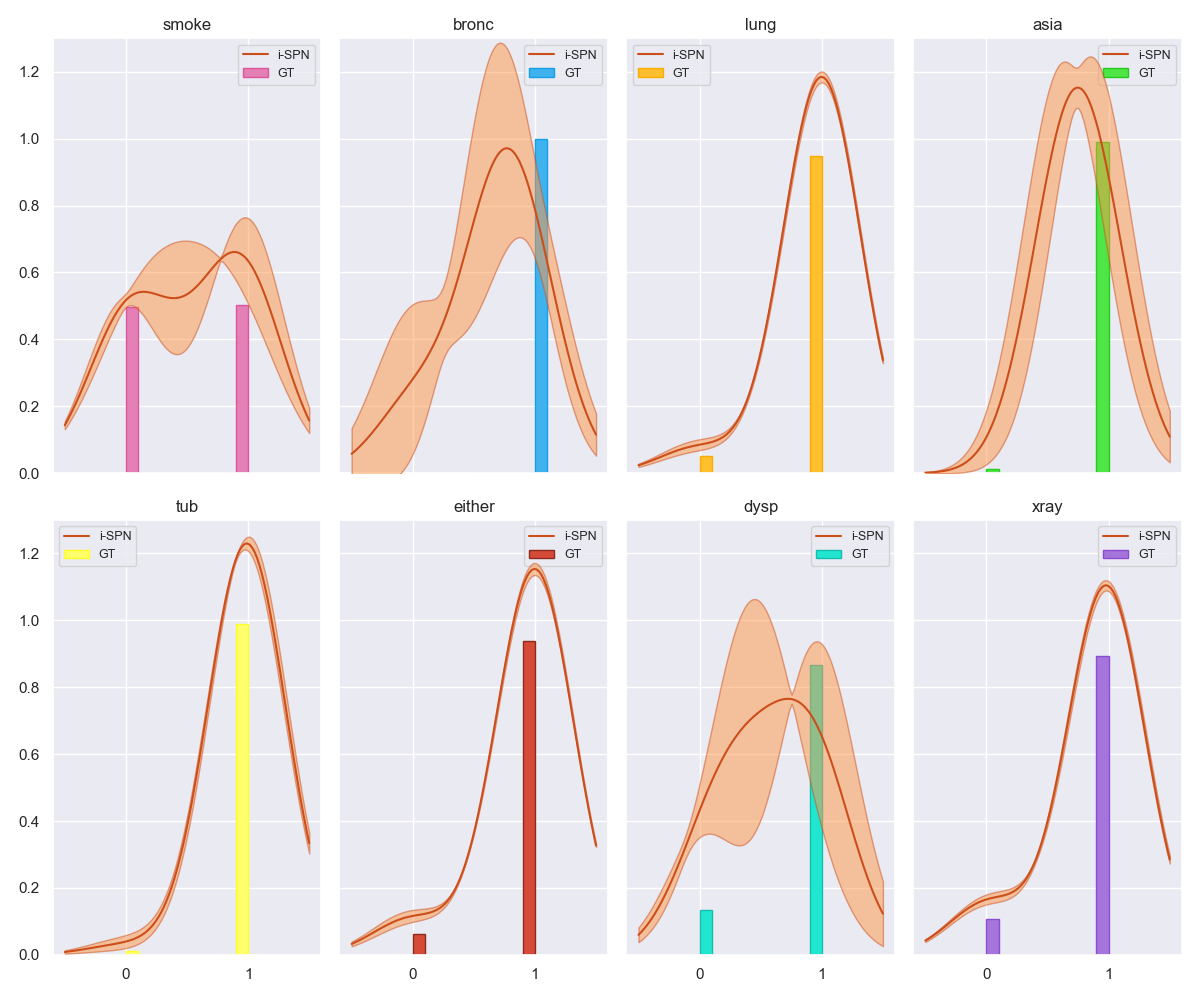 smoke
bronc
lung
asia
i-SPN
GT
i-SPN
GT
i-SPN
GT
i-SPN
GT
1.2
1.0
0.8
0.6
0.4
0.2
0.0
tub
either
dysp
xray
i-SPN
GT
i-SPN
GT
i-SPN
GT
i-SPN
GT
1.2
1.0
0.8
0.6
0.4
0.2
0.0
0 1
0 1
0 1
0 1